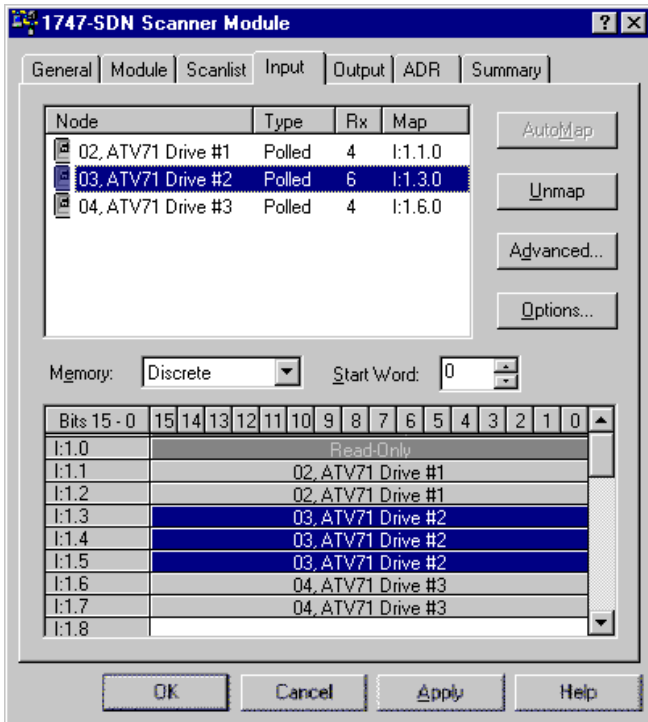 1747-SDN Scanner Module
General Module Scanlist Input Output ADR Summary
Node Type Rx Map
02, ATV71 Drive #1 Polled 4 I:1.1.0
03, ATV71 Drive #2 Polled 6 I:1.3.0
04, ATV71 Drive #3 Polled 4 I:1.6.0
AutoMap
Unmap
Advanced...
Options...
Memory: Discrete Start Word: 0
Bits 15 - 0 15 14 13 12 11 10 9 8 7 6 5 4 3 2 1 0
I:1.0 Read-Only
I:1.1 02, ATV71 Drive #1
I:1.2 02, ATV71 Drive #1
I:1.3 03, ATV71 Drive #2
I:1.4 03, ATV71 Drive #2
I:1.5 03, ATV71 Drive #2
I:1.6 04, ATV71 Drive #3
I:1.7 04, ATV71 Drive #3
I:1.8
OK Cancel Apply Help